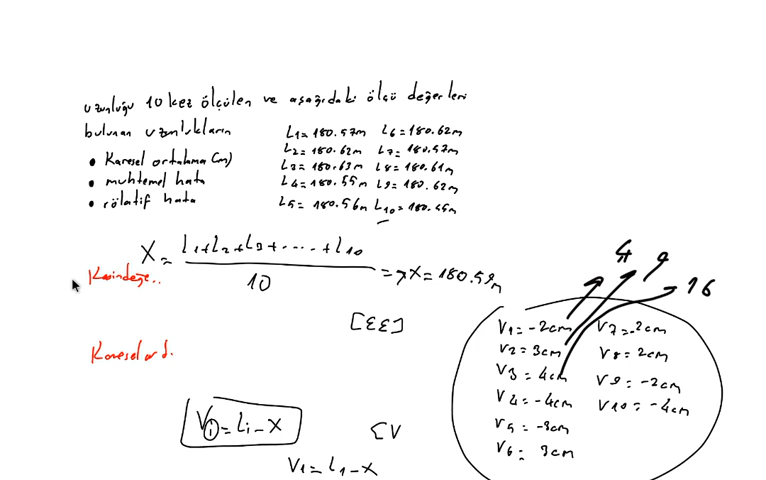 uzunluğu 10 kez ölçülen ve aşağıdaki ölçü değerleri
bulunan uzunlukların
• Karesel ortalama (m)
• muhtemel hata
• rölatif hata
L1=180.57m L6=180.62m
L2=180.62m L7=180.57m
L3=180.63m L8=180.61m
L4=180.55m L9=180.62m
L5=180.56m L10=180.55m
X = L1+L2+L3+....+L10 / 10 => X=180.59m
Kesindeğe..
[EE]
Karesel ord.
4 9 16
V1=-2cm V7=-2cm
V2=3cm V8=2cm
V3=4cm V9=-2cm
V4=-4cm V10=-4cm
V5=-3cm
V6=3cm
Vi=Li-X
[V
V1=L1-X